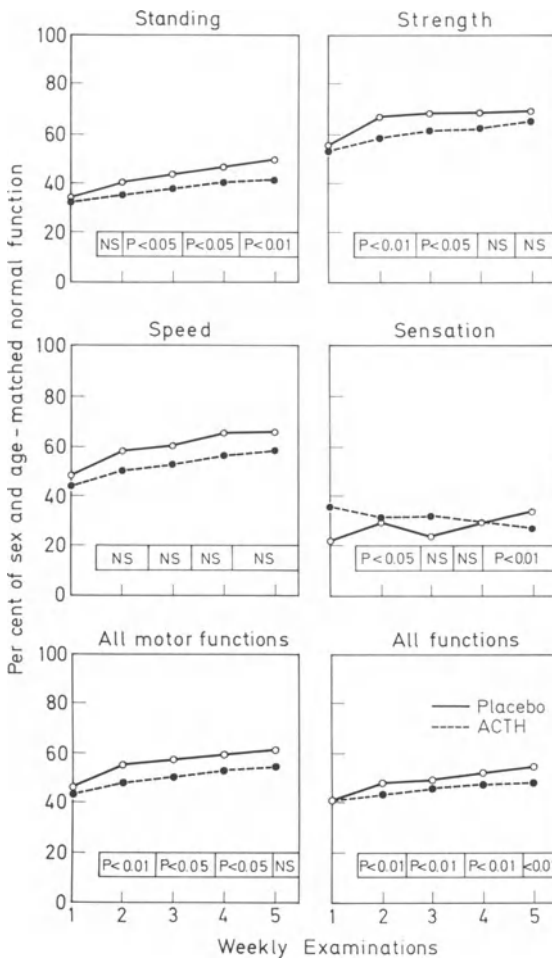 Per cent of sex and age-matched normal function
Standing
100
80
60
40
20
0
NS P<0.05 P<0.05 P<0.01
Strength
P<0.01 P<0.05 NS NS
Speed
100
80
60
40
20
0
NS NS NS NS
Sensation
P<0.05 NS NS P<0.01
All motor functions
100
80
60
40
20
0
P<0.01 P<0.05 P<0.05 NS
1 2 3 4 5
All functions
Placebo
ACTH
P<0.01 P<0.01 P<0.01 <0.0
1 2 3 4 5
Weekly Examinations